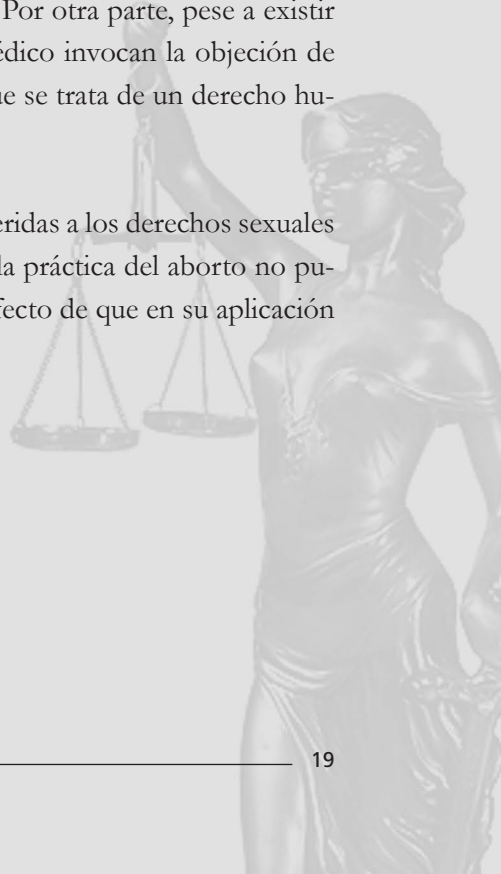 Por otra parte, pese a existir
édico invocan la objeción de
ue se trata de un derecho hu-
eridas a los derechos sexuales
la práctica del aborto no pu-
fecto de que en su aplicación
19